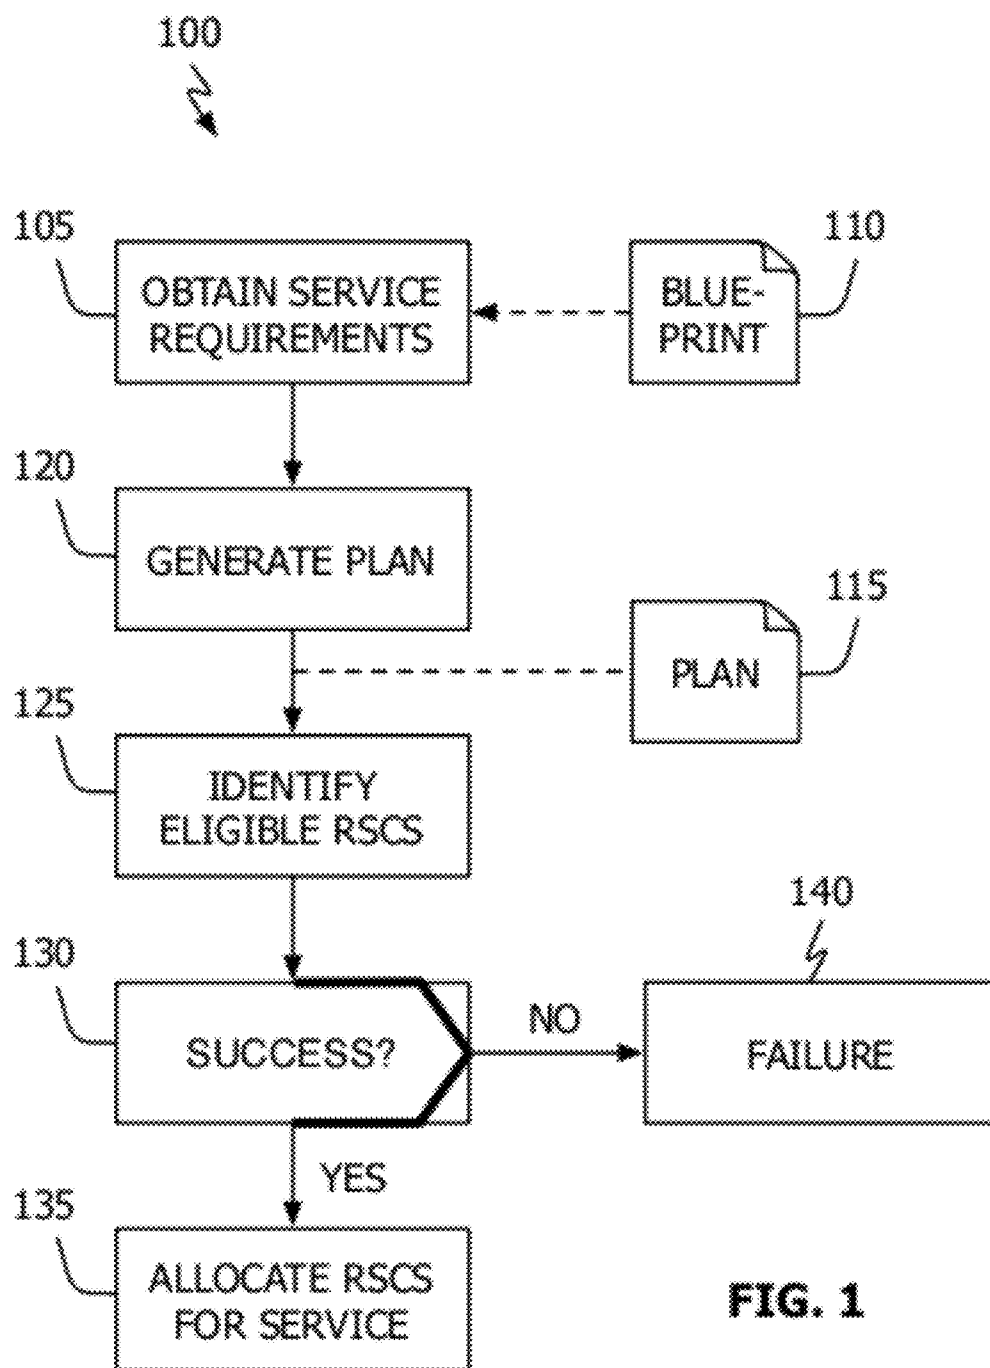 100
105
OBTAIN SERVICE
REQUIREMENTS
110
BLUE-
PRINT
120
GENERATE PLAN
115
PLAN
125
IDENTIFY
ELIGIBLE RSCS
130
SUCCESS?
NO
140
FAILURE
YES
135
ALLOCATE RSCS
FOR SERVICE
FIG. 1